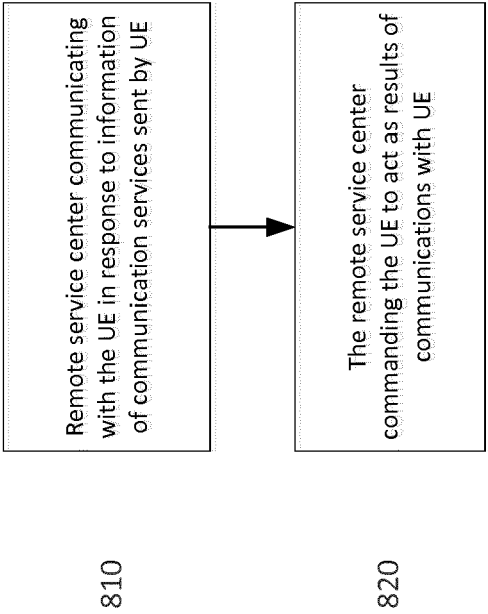 Remote service center communicating
with the UE in response to information
of communication services sent by UE
810
The remote service center
commanding the UE to act as results of
communications with UE
820